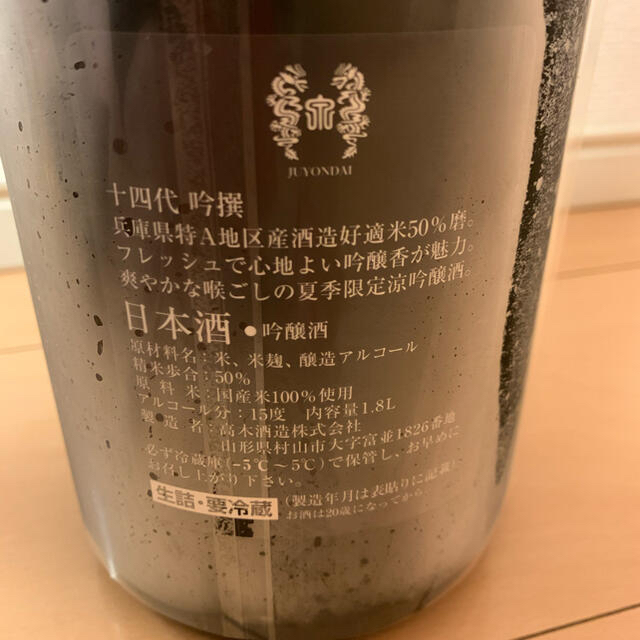 JUYONDAI
十四代 吟撰
兵庫県特A地区産酒造好適米50%磨。
フレッシュで心地よい吟醸香が魅力。
爽やかな喉ごしの夏季限定涼吟醸酒。
日本酒●吟醸酒
原材料名：米、米麹、醸造アルコール
精米歩合：50%
原料米：国産米100%使用
アルコール分：15度 内容量1.8L
製造者：高木酒造株式会社
山形県村山市大字富並1826番地
必ず冷蔵庫(-5℃～5℃)で保管し、お早めに
お召し上がり下さい。
生詰・要冷蔵
(製造年月は表貼りに記載)
お酒は20歳になってから